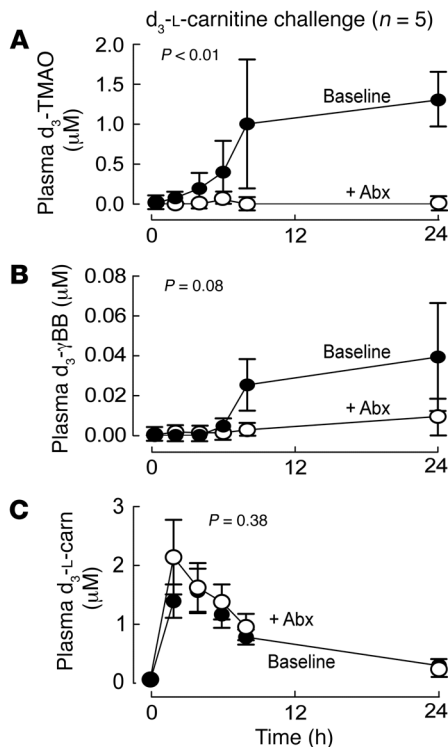 d₃-L-carnitine challenge (n = 5)
A
P < 0.01
Plasma d₃-TMAO
(μM)
2.0
1.5
1.0
0.5
0.0
Baseline
+ Abx
0
12
24
B
P = 0.08
Plasma d₃-γBB (μM)
0.08
0.06
0.04
0.02
0.00
Baseline
+ Abx
0
12
24
C
P = 0.38
Plasma d₃-L-carn
(μM)
3
2
1
0
+ Abx
Baseline
0
12
24
Time (h)